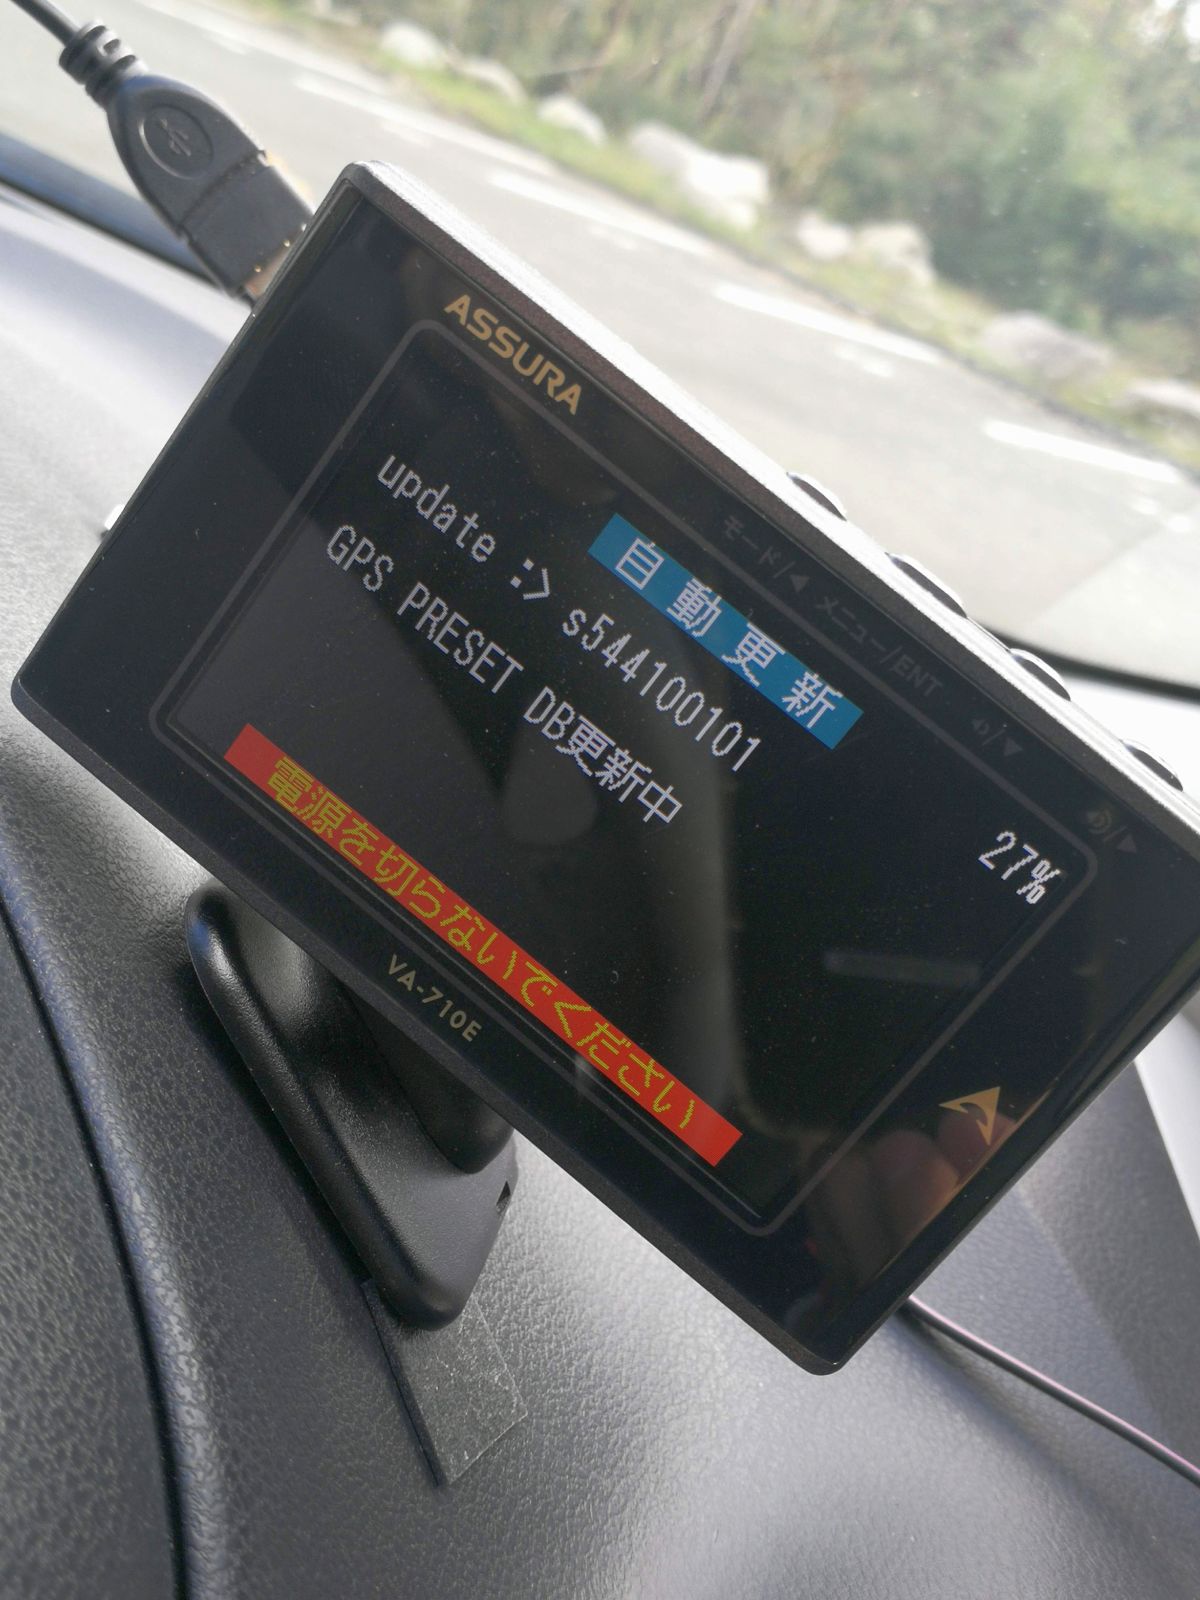 ASSURA
モード/◀ メニュー/ENT
自動更新
update :> s544100101
GPS PRESET DB更新中
27%
電源を切らないでください
VA-710E